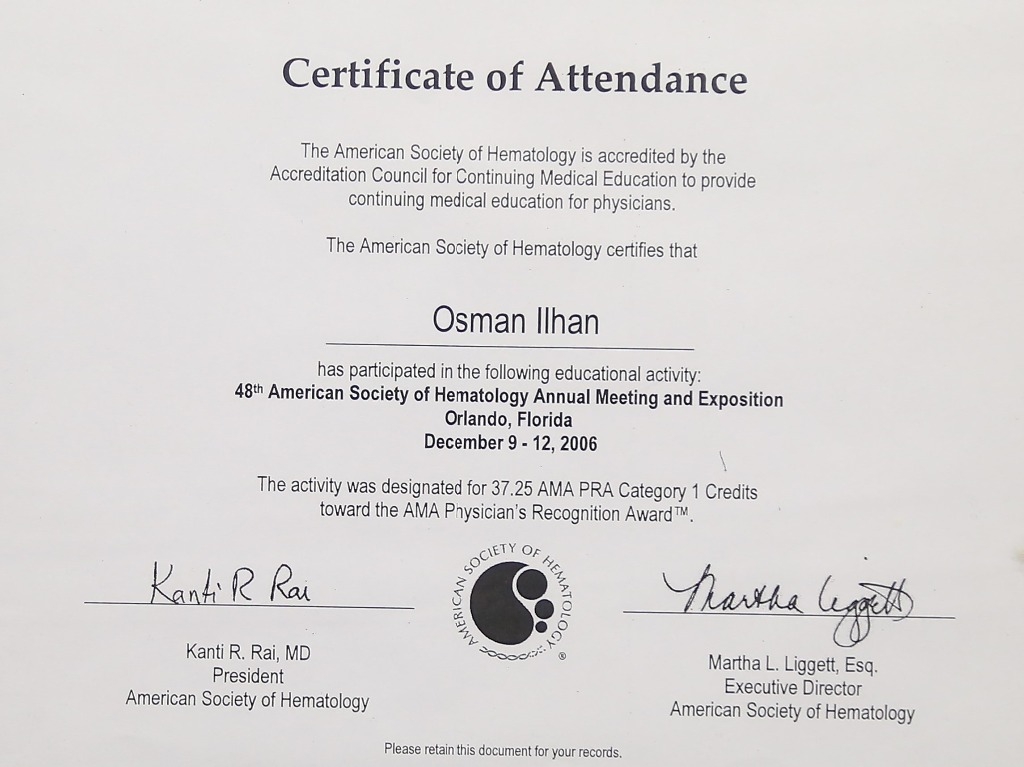 Certificate of Attendance
The American Society of Hematology is accredited by the
Accreditation Council for Continuing Medical Education to provide
continuing medical education for physicians.
The American Society of Hematology certifies that
Osman Ilhan
has participated in the following educational activity:
48th American Society of Hematology Annual Meeting and Exposition
Orlando, Florida
December 9 - 12, 2006
The activity was designated for 37.25 AMA PRA Category 1 Credits
toward the AMA Physician's Recognition Award™.
Kanti R Rai
AMERICAN SOCIETY OF HEMATOLOGY ®
Martha Liggett
Kanti R. Rai, MD
President
American Society of Hematology
Martha L. Liggett, Esq.
Executive Director
American Society of Hematology
Please retain this document for your records.